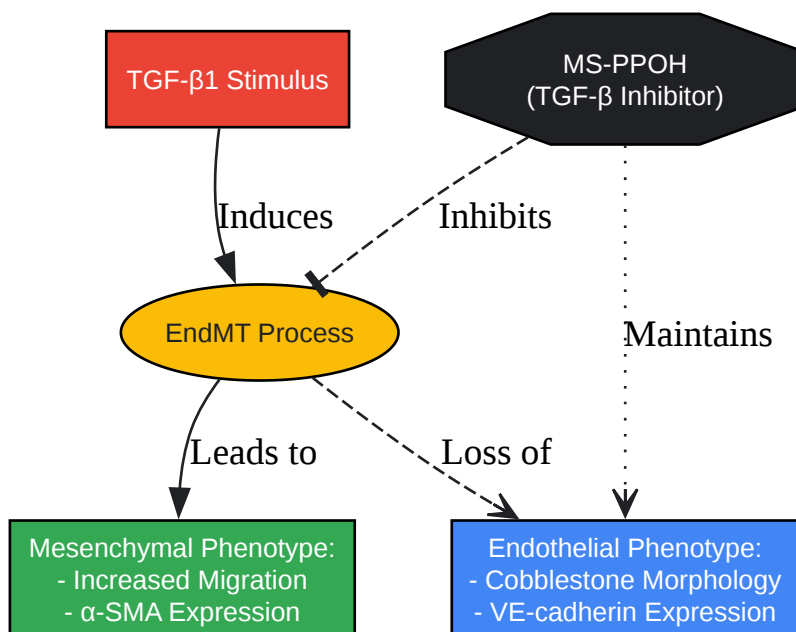 TGF-β1 Stimulus
MS-PPOH
(TGF-β Inhibitor)
Induces
Inhibits
EndMT Process
Maintains
Leads to
Loss of
Mesenchymal Phenotype:
- Increased Migration
- α-SMA Expression
Endothelial Phenotype:
- Cobblestone Morphology
- VE-cadherin Expression